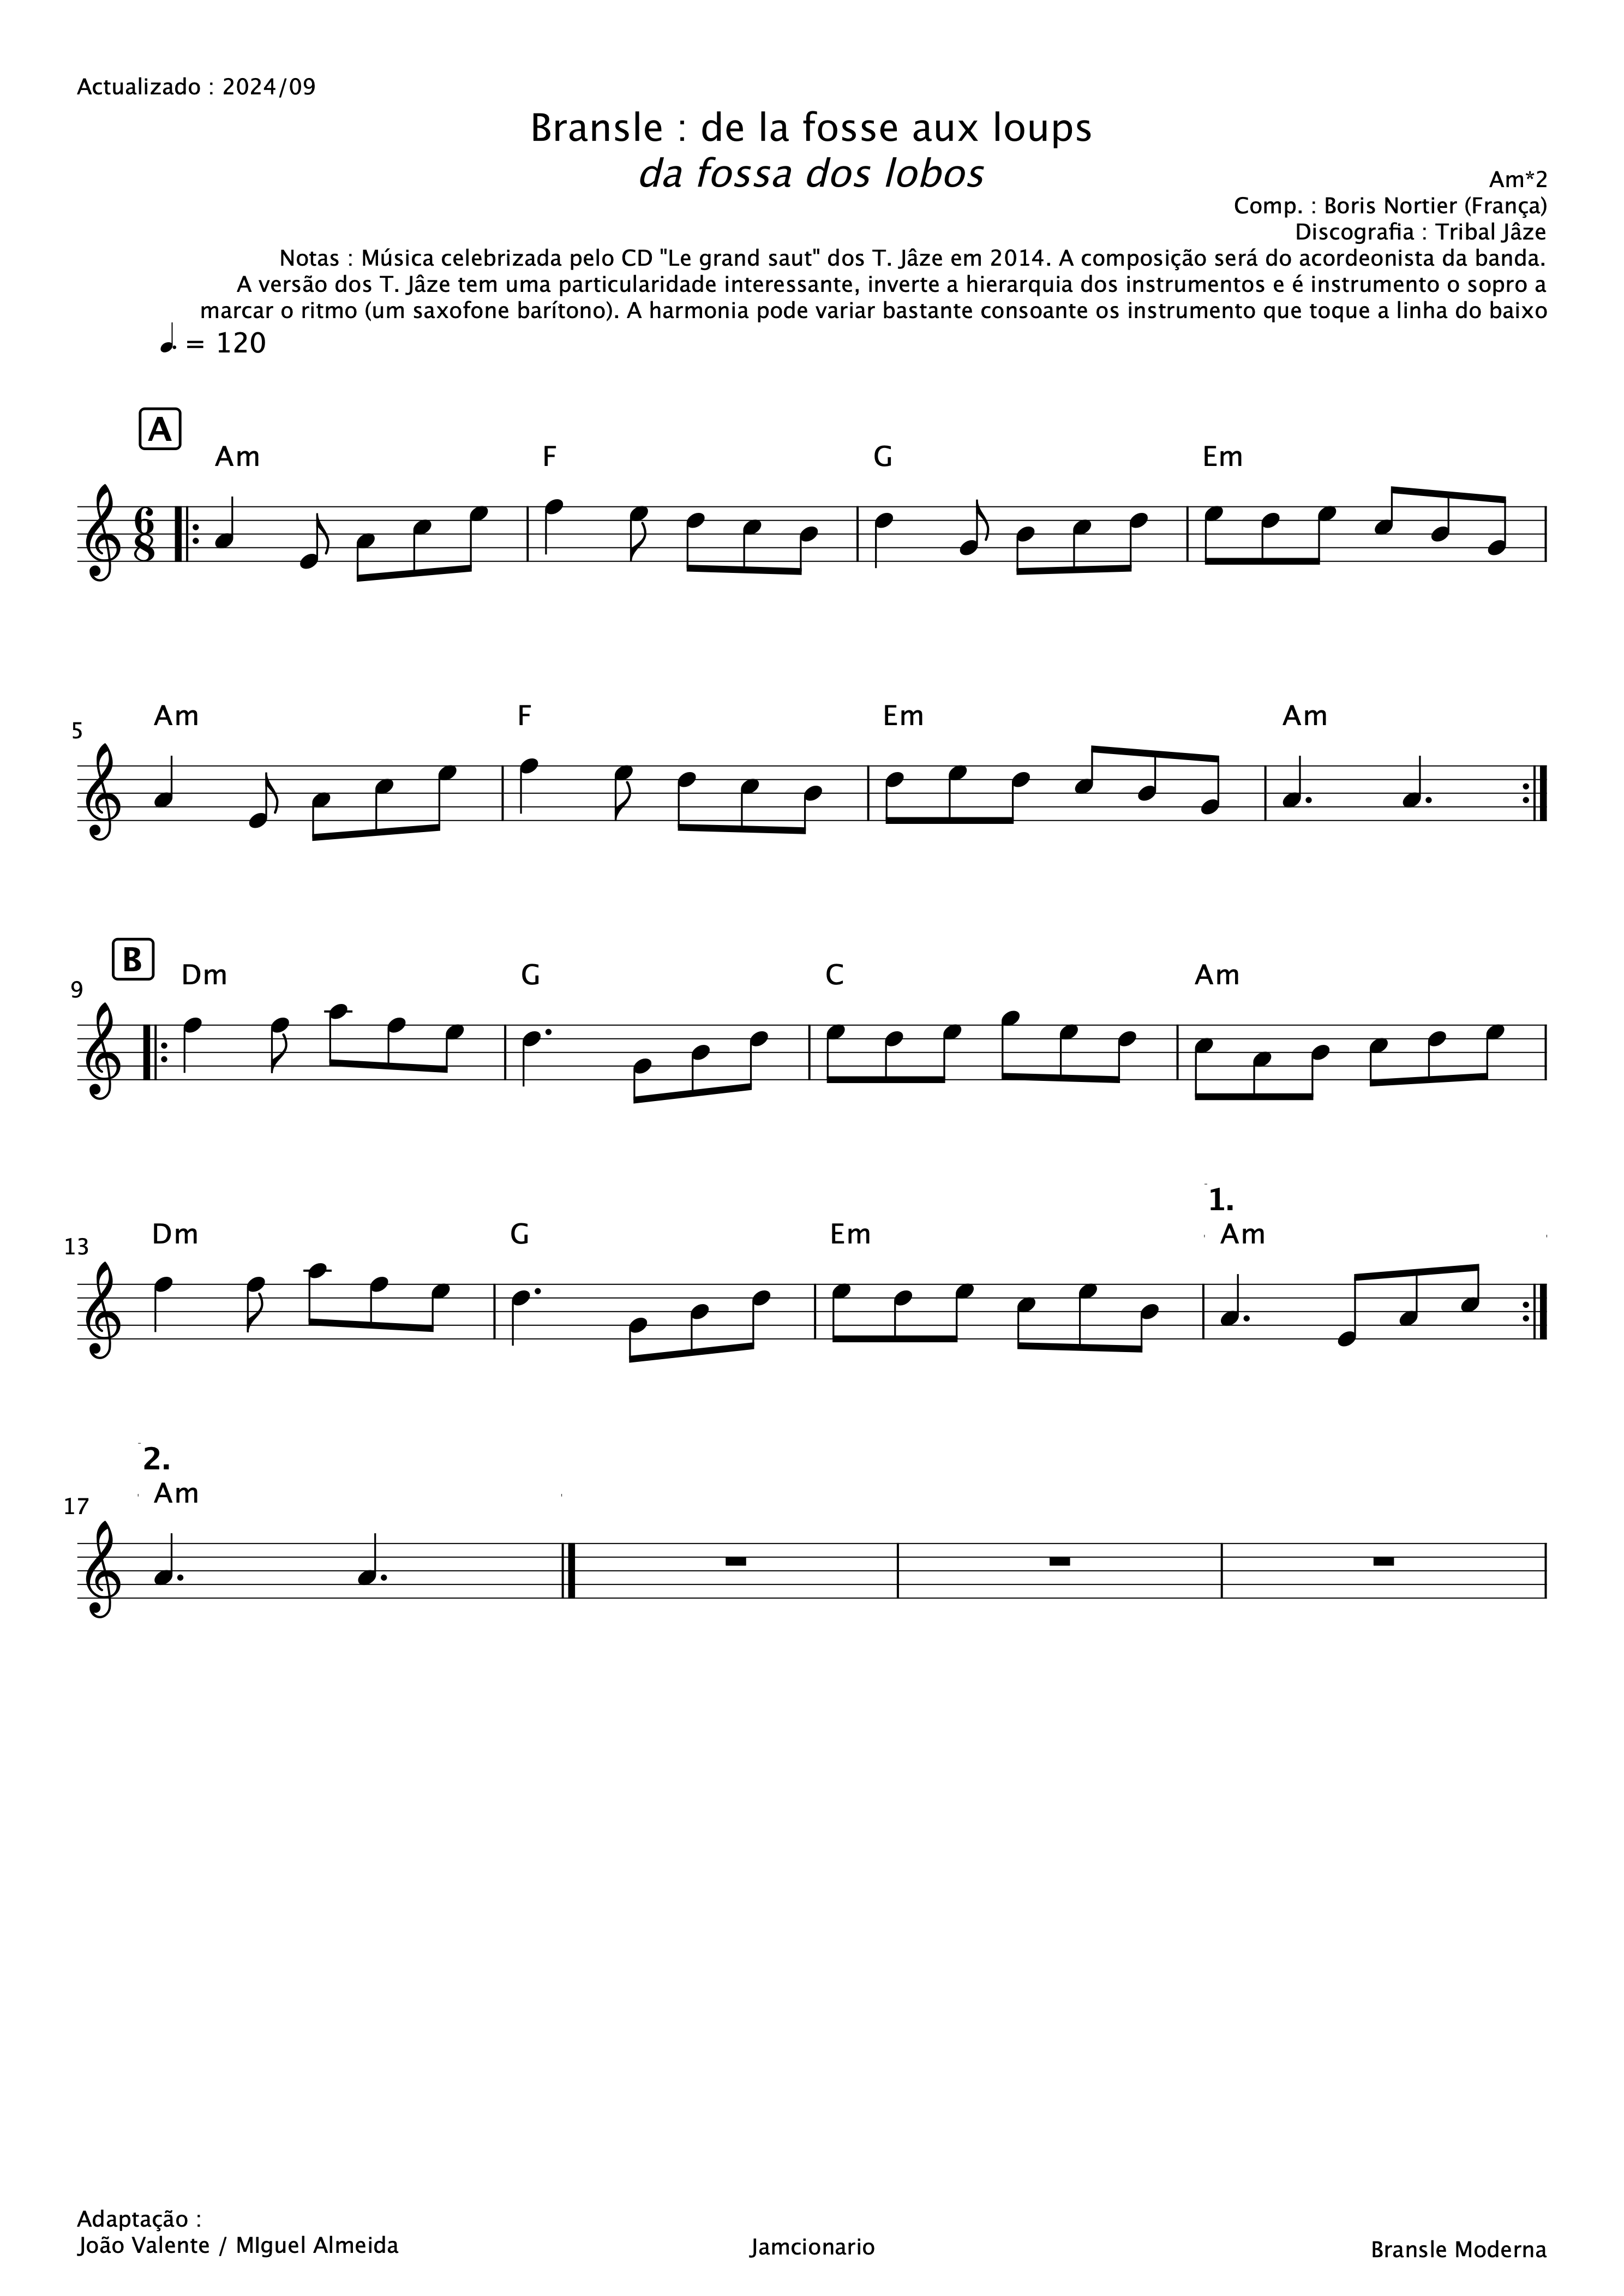 Actualizado : 2024/09
Bransle : de la fosse aux loups
da fossa dos lobos
Am*2
Comp. : Boris Nortier (França)
Discografia : Tribal Jâze
Notas : Música celebrizada pelo CD "Le grand saut" dos T. Jâze em 2014. A composição será do acordeonista da banda.
A versão dos T. Jâze tem uma particularidade interessante, inverte a hierarquia dos instrumentos e é instrumento o sopro a
marcar o ritmo (um saxofone barítono). A harmonia pode variar bastante consoante os instrumento que toque a linha do baixo
= 120
A
Am F G Em
6
8
5
Am F Em Am
B
9
Dm G C Am
1.
13
Dm G Em Am
2.
17
Am
Adaptação :
João Valente / MIguel Almeida
Jamcionario
Bransle Moderna